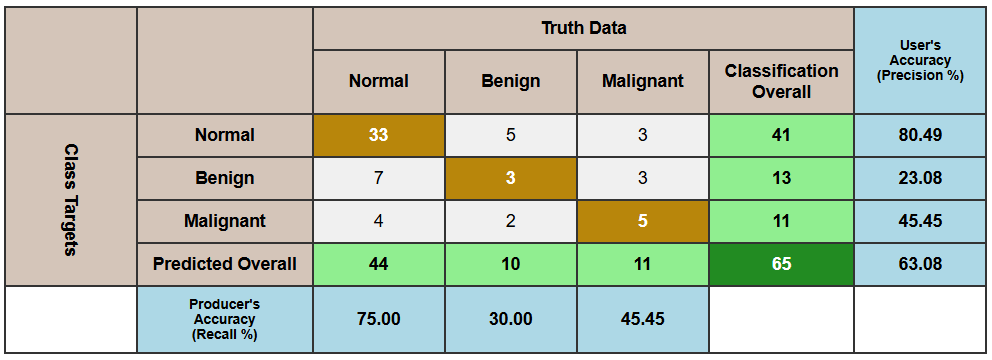 Truth Data
User's
Accuracy
(Precision %)
Normal
Benign
Malignant
Classification
Overall
Class Targets
Normal
33
5
3
41
80.49
Benign
7
3
3
13
23.08
Malignant
4
2
5
11
45.45
Predicted Overall
44
10
11
65
63.08
Producer's
Accuracy
(Recall %)
75.00
30.00
45.45